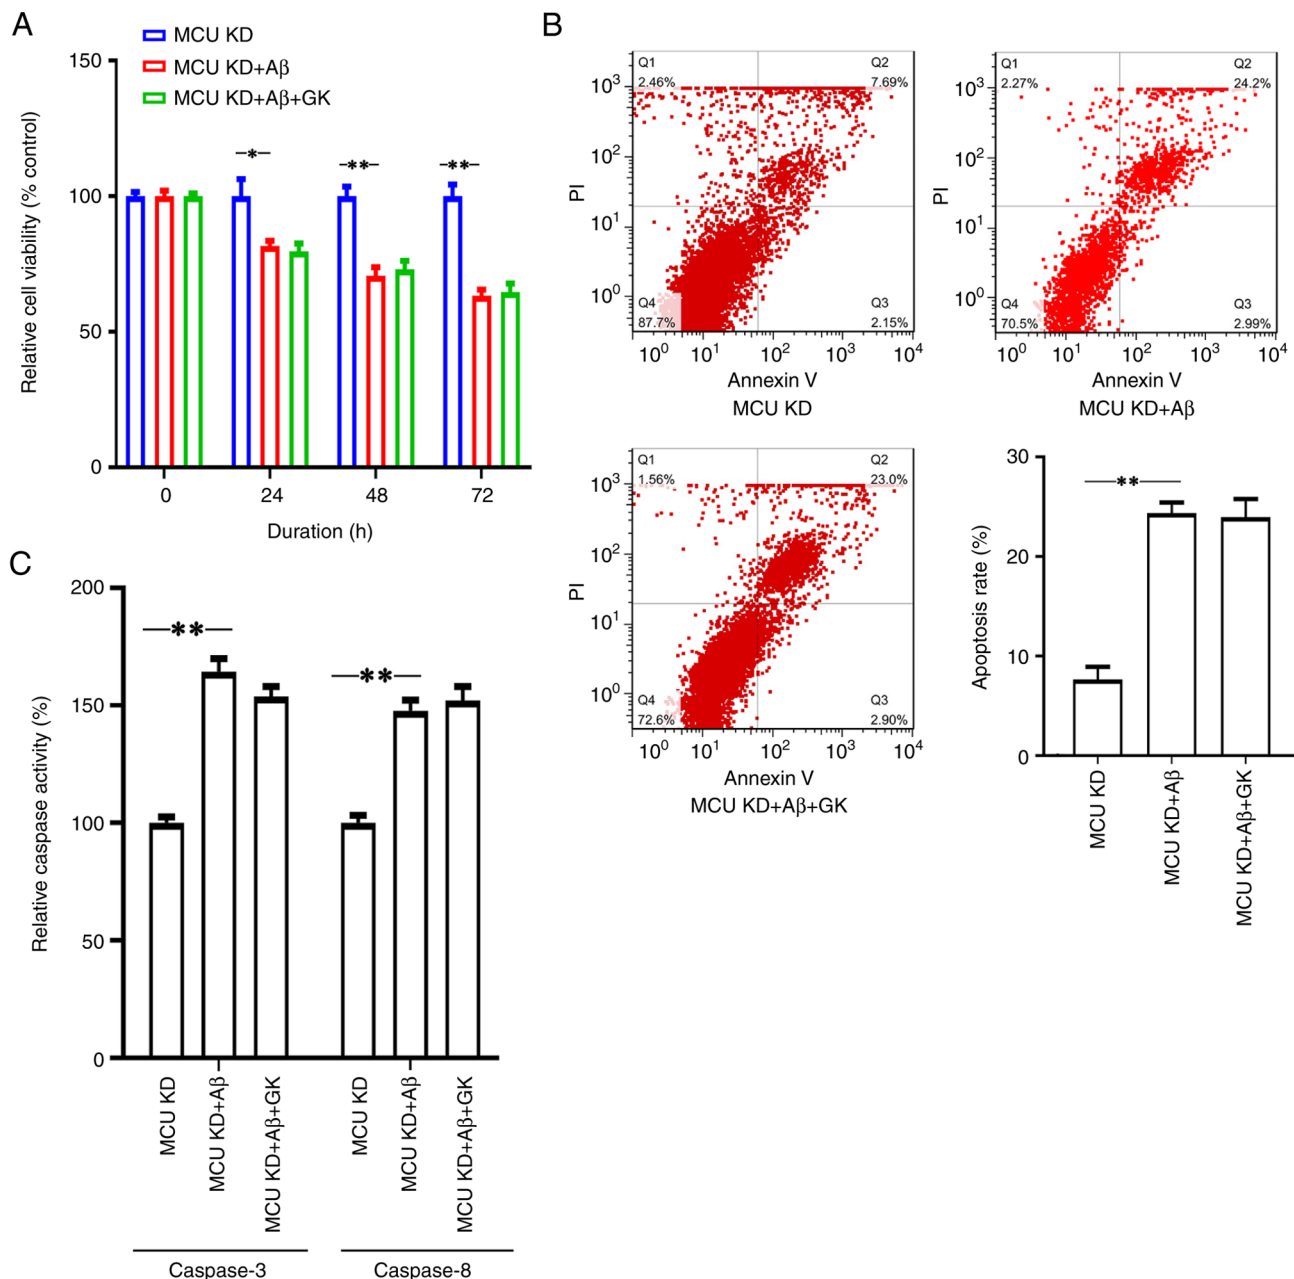 A
MCU KD
MCU KD+Aβ
MCU KD+Aβ+GK
Relative cell viability (% control)
150
100
50
0
*
**
**
0 24 48 72
Duration (h)
B
Q1
2.46%
Q2
7.69%
Q4
87.7%
Q3
2.15%
PI
10³
10²
10¹
10⁰
10⁰ 10¹ 10² 10³ 10⁴
Annexin V
MCU KD
Q1
2.27%
Q2
24.2%
Q4
70.5%
Q3
2.99%
PI
10³
10²
10¹
10⁰
10⁰ 10¹ 10² 10³ 10⁴
Annexin V
MCU KD+Aβ
Q1
1.56%
Q2
23.0%
Q4
72.6%
Q3
2.90%
PI
10³
10²
10¹
10⁰
10⁰ 10¹ 10² 10³ 10⁴
Annexin V
MCU KD+Aβ+GK
Apoptosis rate (%)
30
20
10
0
**
MCU KD
MCU KD+Aβ
MCU KD+Aβ+GK
C
Relative caspase activity (%)
200
150
100
50
0
**
**
MCU KD
MCU KD+Aβ
MCU KD+Aβ+GK
MCU KD
MCU KD+Aβ
MCU KD+Aβ+GK
Caspase-3
Caspase-8